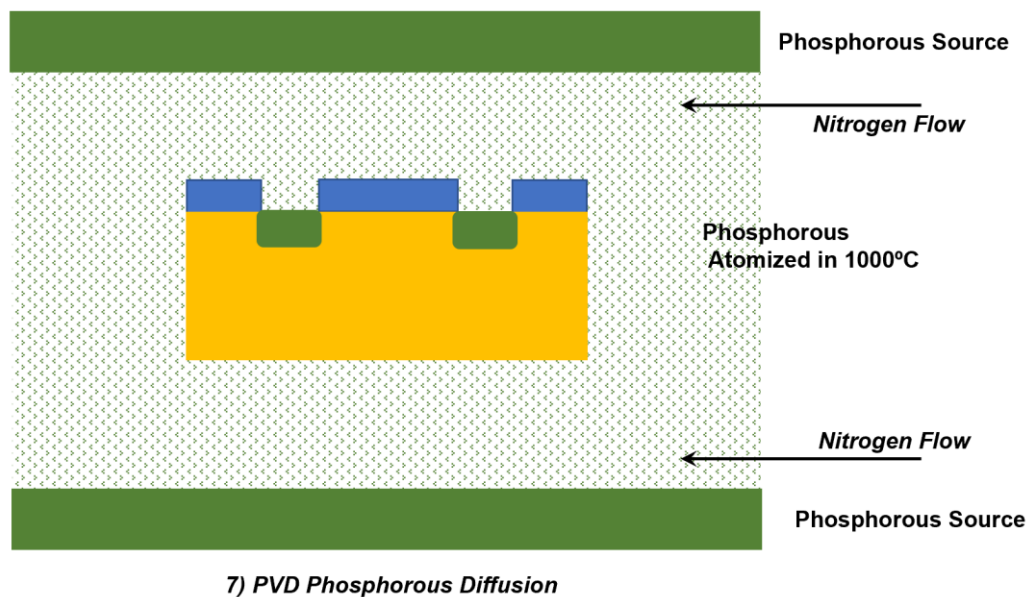 Phosphorous Source
Nitrogen Flow
Phosphorous
Atomized in 1000ºC
Nitrogen Flow
Phosphorous Source
7) PVD Phosphorous Diffusion